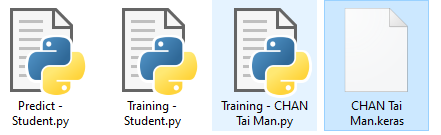 Predict -
Student.py
Training -
Student.py
Training - CHAN
Tai Man.py
CHAN Tai
Man.keras